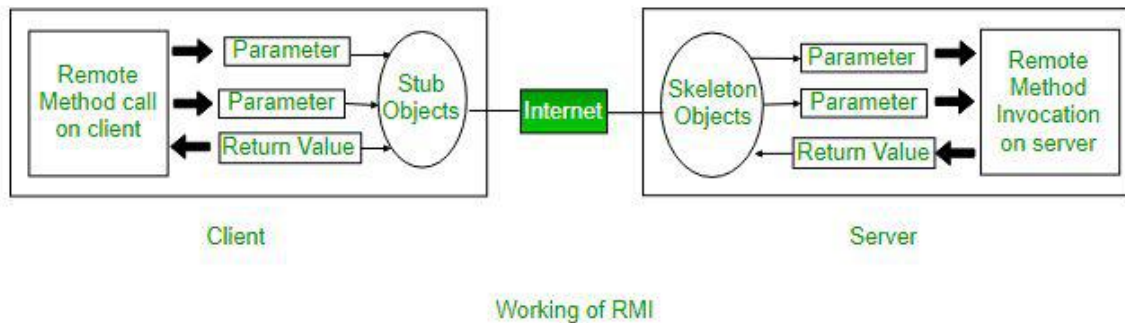 Remote
Method call
on client
Parameter
Parameter
Return Value
Stub
Objects
Internet
Skeleton
Objects
Parameter
Parameter
Return Value
Remote
Method
Invocation
on server
Client
Server
Working of RMI